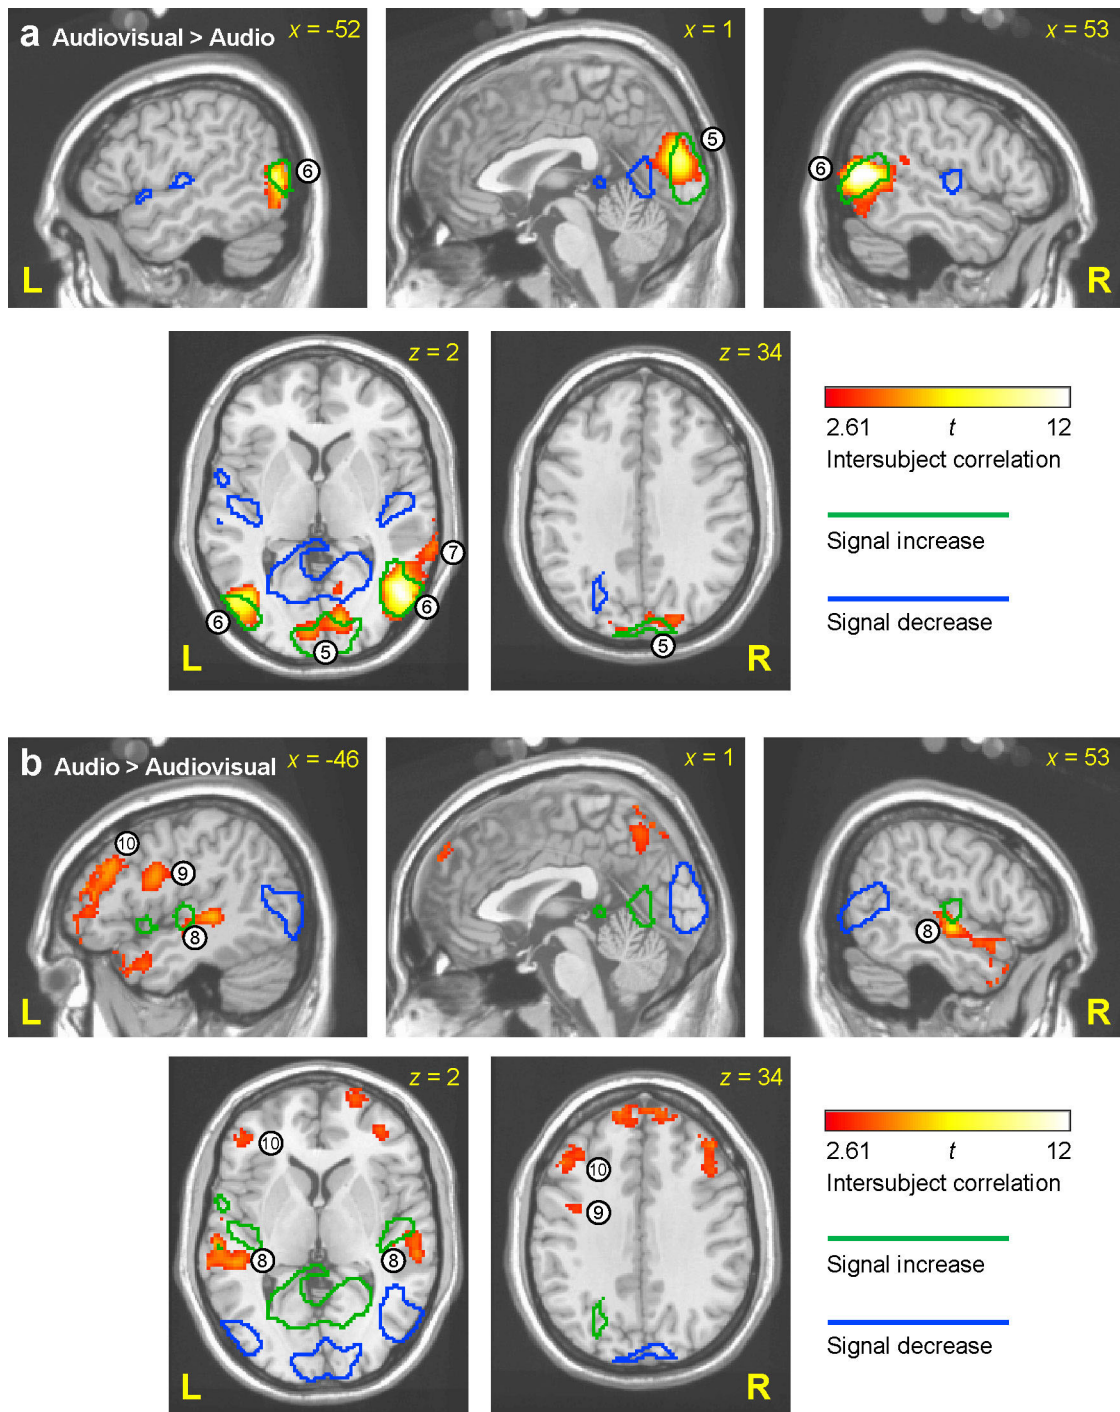 a Audiovisual > Audio x = -52
x = 1
x = 53
6
5
6
L
R
z = 2
z = 34
7
6
6
5
5
L
R
2.61 t 12
Intersubject correlation
Signal increase
Signal decrease
b Audio > Audiovisual x = -46
x = 1
x = 53
10
9
8
8
L
R
z = 2
z = 34
10
10
9
8
8
L
R
2.61 t 12
Intersubject correlation
Signal increase
Signal decrease